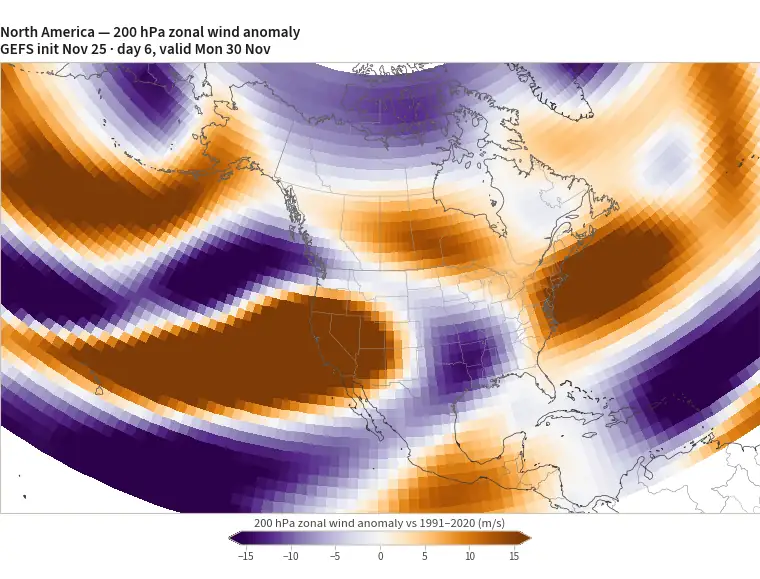 North America — 200 hPa zonal wind anomaly
GEFS init Nov 25 · day 6, valid Mon 30 Nov
200 hPa zonal wind anomaly vs 1991–2020 (m/s)
−15 −10 −5 0 5 10 15